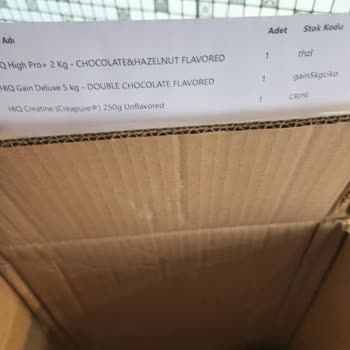 Adı Adet Stok Kodu
Q High Pro+ 2 Kg - CHOCOLATE&HAZELNUT FLAVORED 1 thzl
HIQ Gain Deluxe 5 kg - DOUBLE CHOCOLATE FLAVORED 1 gain5kgciko
HIQ Creatine (Creapure®) 250g Unflavored 1 CRPR